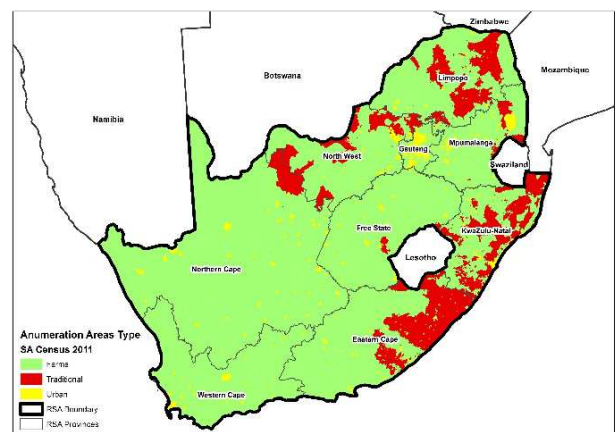 Zimbabwe
Botswana
Limpopo
Mozambique
Namibia
North West
Gauteng
Mpumalanga
Swaziland
Free State
KwaZulu-Natal
Lesotho
Northern Cape
Eastern Cape
Western Cape
Anumeration Areas Type
SA Census 2011
Farms
Traditional
Urban
RSA Boundary
RSA Provinces